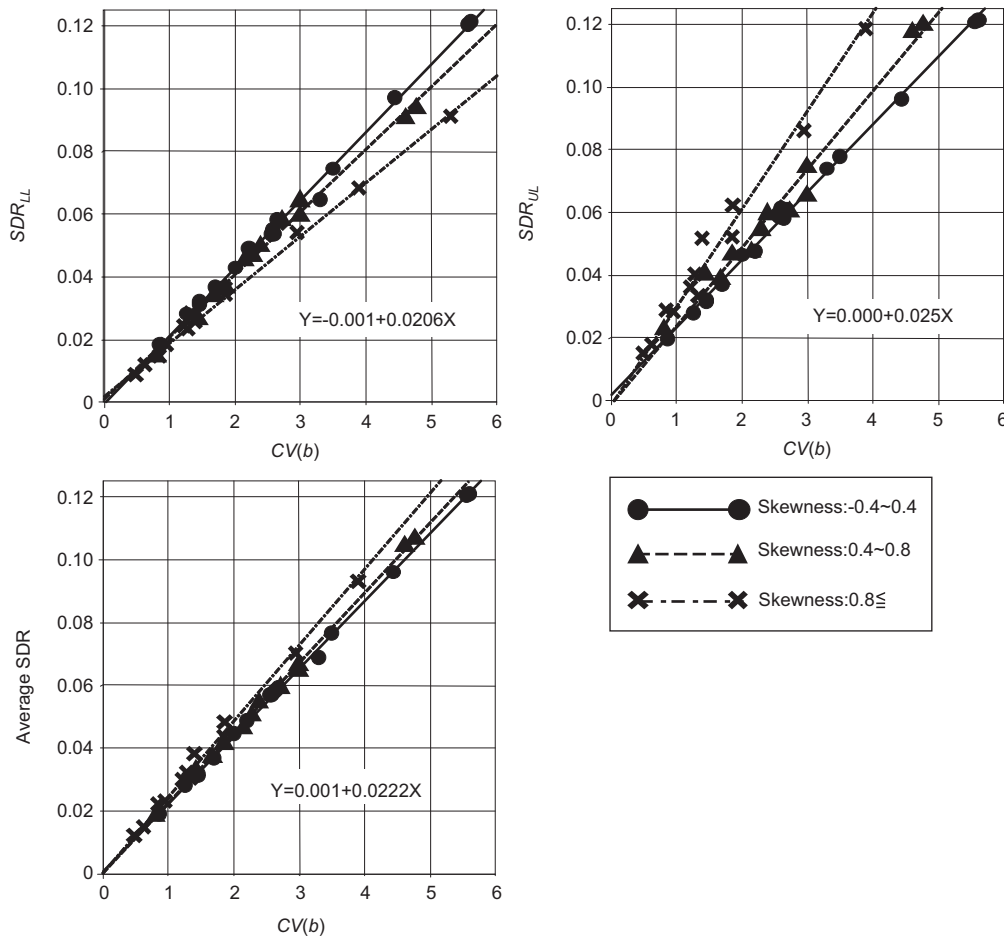 0.12
0.10
0.08
0.06
0.04
0.02
0
SDR_LL
Y=-0.001+0.0206X
0 1 2 3 4 5 6
CV(b)
0.12
0.10
0.08
0.06
0.04
0.02
0
SDR_UL
Y=0.000+0.025X
0 1 2 3 4 5 6
CV(b)
0.12
0.10
0.08
0.06
0.04
0.02
0
Average SDR
Y=0.001+0.0222X
0 1 2 3 4 5 6
CV(b)
Skewness:-0.4~0.4
Skewness:0.4~0.8
Skewness:0.8≦